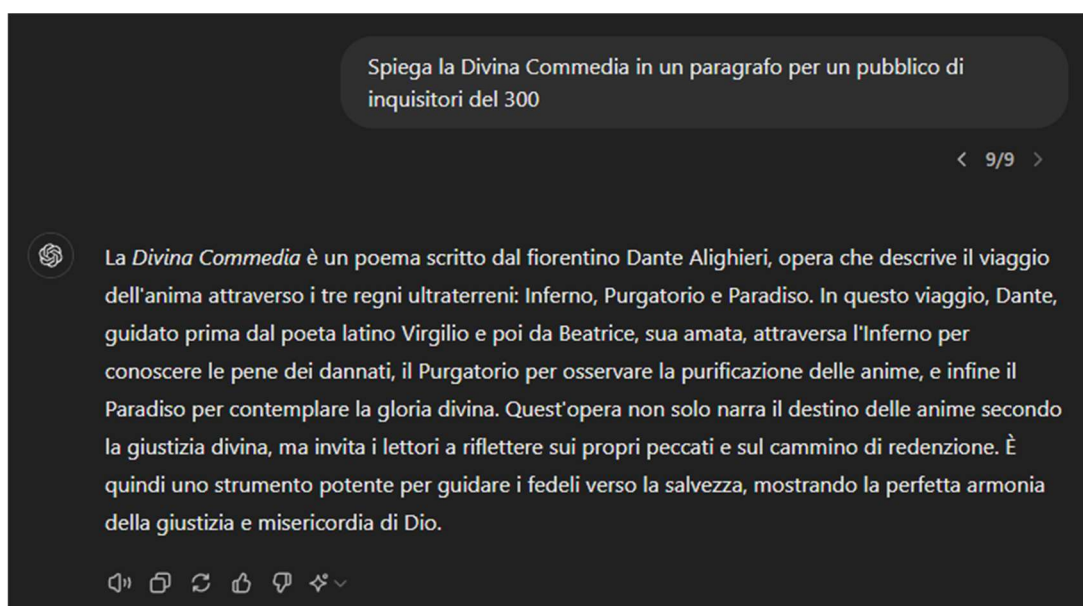 Spiega la Divina Commedia in un paragrafo per un pubblico di
inquisitori del 300
< 9/9 >
La Divina Commedia è un poema scritto dal fiorentino Dante Alighieri, opera che descrive il viaggio
dell'anima attraverso i tre regni ultraterreni: Inferno, Purgatorio e Paradiso. In questo viaggio, Dante,
guidato prima dal poeta latino Virgilio e poi da Beatrice, sua amata, attraversa l'Inferno per
conoscere le pene dei dannati, il Purgatorio per osservare la purificazione delle anime, e infine il
Paradiso per contemplare la gloria divina. Quest'opera non solo narra il destino delle anime secondo
la giustizia divina, ma invita i lettori a riflettere sui propri peccati e sul cammino di redenzione. È
quindi uno strumento potente per guidare i fedeli verso la salvezza, mostrando la perfetta armonia
della giustizia e misericordia di Dio.